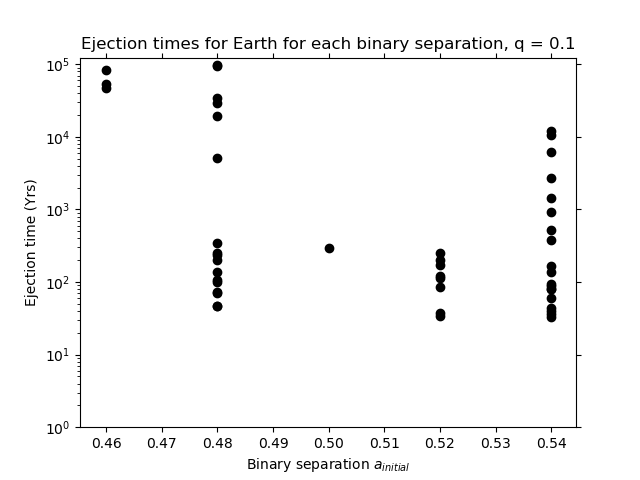 Ejection times for Earth for each binary separation, q = 0.1
10^5
10^4
10^3
10^2
10^1
10^0
Ejection time (Yrs)
0.46 0.47 0.48 0.49 0.50 0.51 0.52 0.53 0.54
Binary separation a_initial